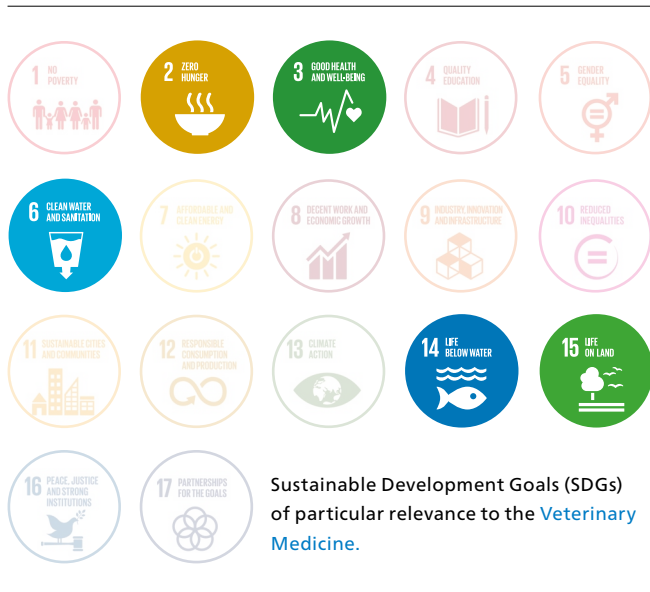 1 NO
POVERTY
2 ZERO
HUNGER
3 GOOD HEALTH
AND WELL-BEING
4 QUALITY
EDUCATION
5 GENDER
EQUALITY
6 CLEAN WATER
AND SANITATION
7 AFFORDABLE AND
CLEAN ENERGY
8 DECENT WORK AND
ECONOMIC GROWTH
9 INDUSTRY, INNOVATION
AND INFRASTRUCTURE
10 REDUCED
INEQUALITIES
11 SUSTAINABLE CITIES
AND COMMUNITIES
12 RESPONSIBLE
CONSUMPTION
AND PRODUCTION
13 CLIMATE
ACTION
14 LIFE
BELOW WATER
15 LIFE
ON LAND
16 PEACE, JUSTICE
AND STRONG
INSTITUTIONS
17 PARTNERSHIPS
FOR THE GOALS
Sustainable Development Goals (SDGs)
of particular relevance to the Veterinary
Medicine.